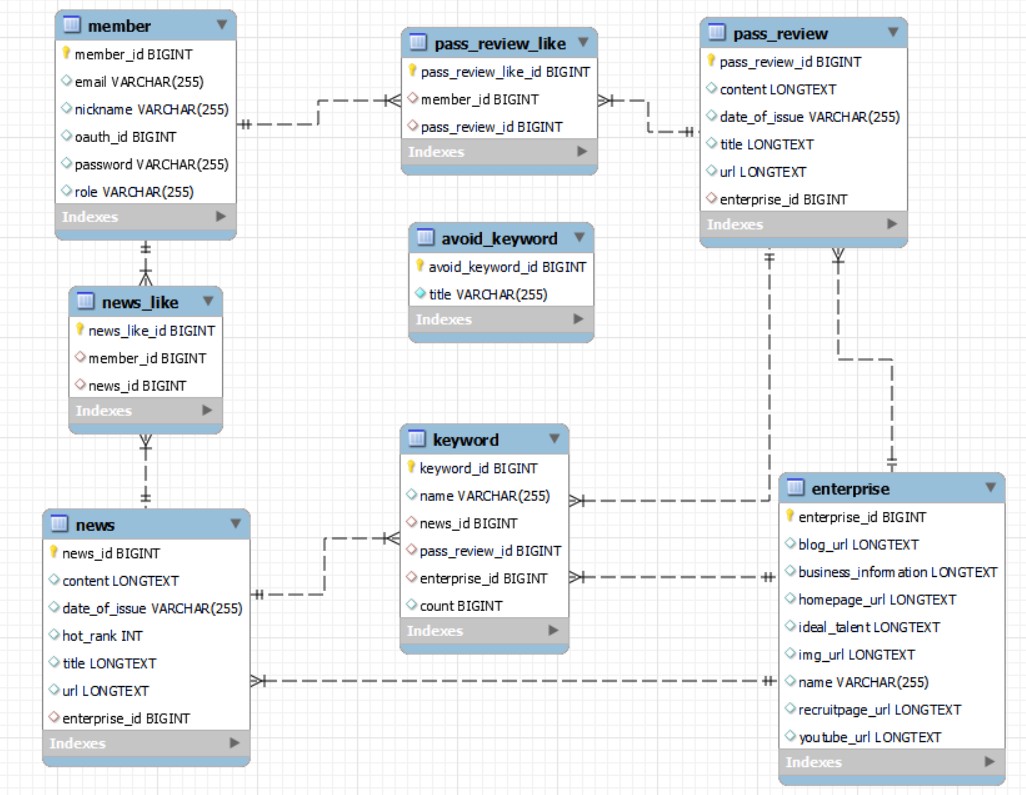 member
member_id BIGINT
email VARCHAR(255)
nickname VARCHAR(255)
oauth_id BIGINT
password VARCHAR(255)
role VARCHAR(255)
Indexes
pass_review_like
pass_review_like_id BIGINT
member_id BIGINT
pass_review_id BIGINT
Indexes
pass_review
pass_review_id BIGINT
content LONGTEXT
date_of_issue VARCHAR(255)
title LONGTEXT
url LONGTEXT
enterprise_id BIGINT
Indexes
avoid_keyword
avoid_keyword_id BIGINT
title VARCHAR(255)
Indexes
news_like
news_like_id BIGINT
member_id BIGINT
news_id BIGINT
Indexes
keyword
keyword_id BIGINT
name VARCHAR(255)
news_id BIGINT
pass_review_id BIGINT
enterprise_id BIGINT
count BIGINT
Indexes
enterprise
enterprise_id BIGINT
blog_url LONGTEXT
business_information LONGTEXT
homepage_url LONGTEXT
ideal_talent LONGTEXT
img_url LONGTEXT
name VARCHAR(255)
recruitpage_url LONGTEXT
youtube_url LONGTEXT
Indexes
news
news_id BIGINT
content LONGTEXT
date_of_issue VARCHAR(255)
hot_rank INT
title LONGTEXT
url LONGTEXT
enterprise_id BIGINT
Indexes